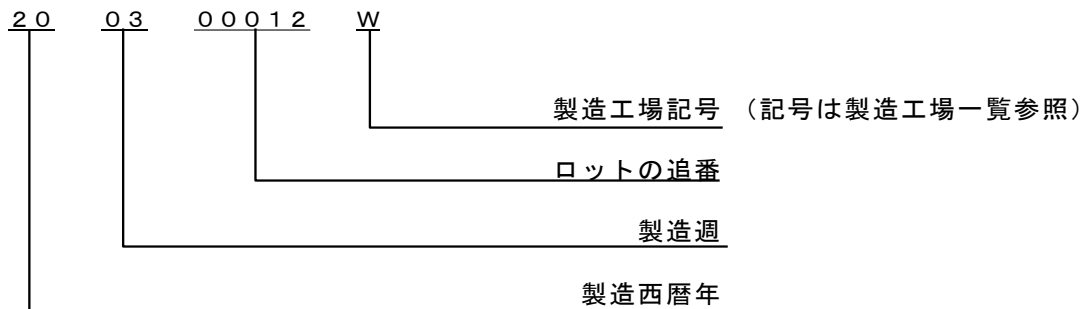 ２０　０３　０００１２　Ｗ
製造工場記号　（記号は製造工場一覧参照）
ロットの追番
製造週
製造西暦年